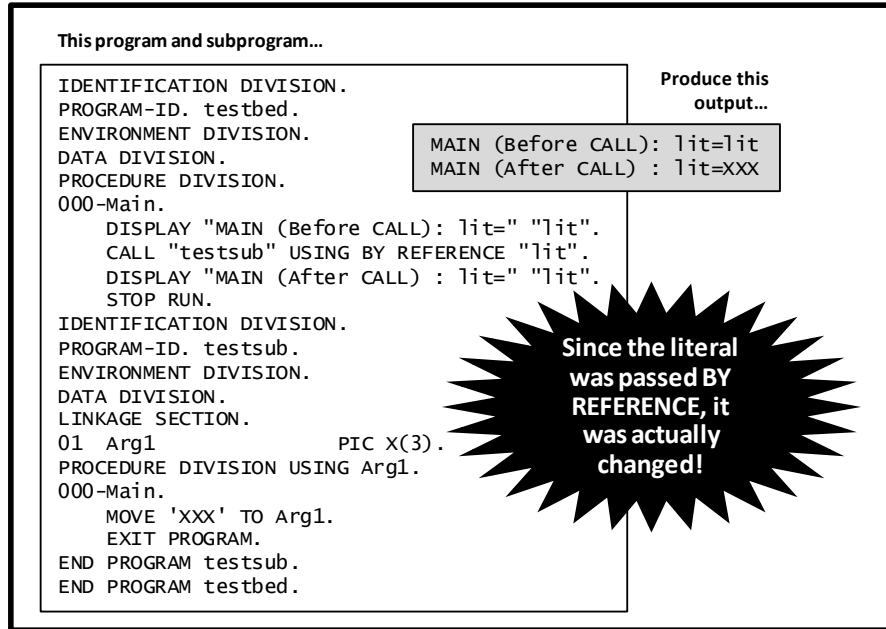 This program and subprogram...
IDENTIFICATION DIVISION.
PROGRAM-ID. testbed.
ENVIRONMENT DIVISION.
DATA DIVISION.
PROCEDURE DIVISION.
000-Main.
    DISPLAY "MAIN (Before CALL): lit=" "lit".
    CALL "testsub" USING BY REFERENCE "lit".
    DISPLAY "MAIN (After CALL) : lit=" "lit".
    STOP RUN.
IDENTIFICATION DIVISION.
PROGRAM-ID. testsub.
ENVIRONMENT DIVISION.
DATA DIVISION.
LINKAGE SECTION.
01  Arg1                PIC X(3).
PROCEDURE DIVISION USING Arg1.
000-Main.
    MOVE 'XXX' TO Arg1.
    EXIT PROGRAM.
END PROGRAM testsub.
END PROGRAM testbed.
Produce this
output...
MAIN (Before CALL): lit=lit
MAIN (After CALL) : lit=XXX
Since the literal
was passed BY
REFERENCE, it
was actually
changed!